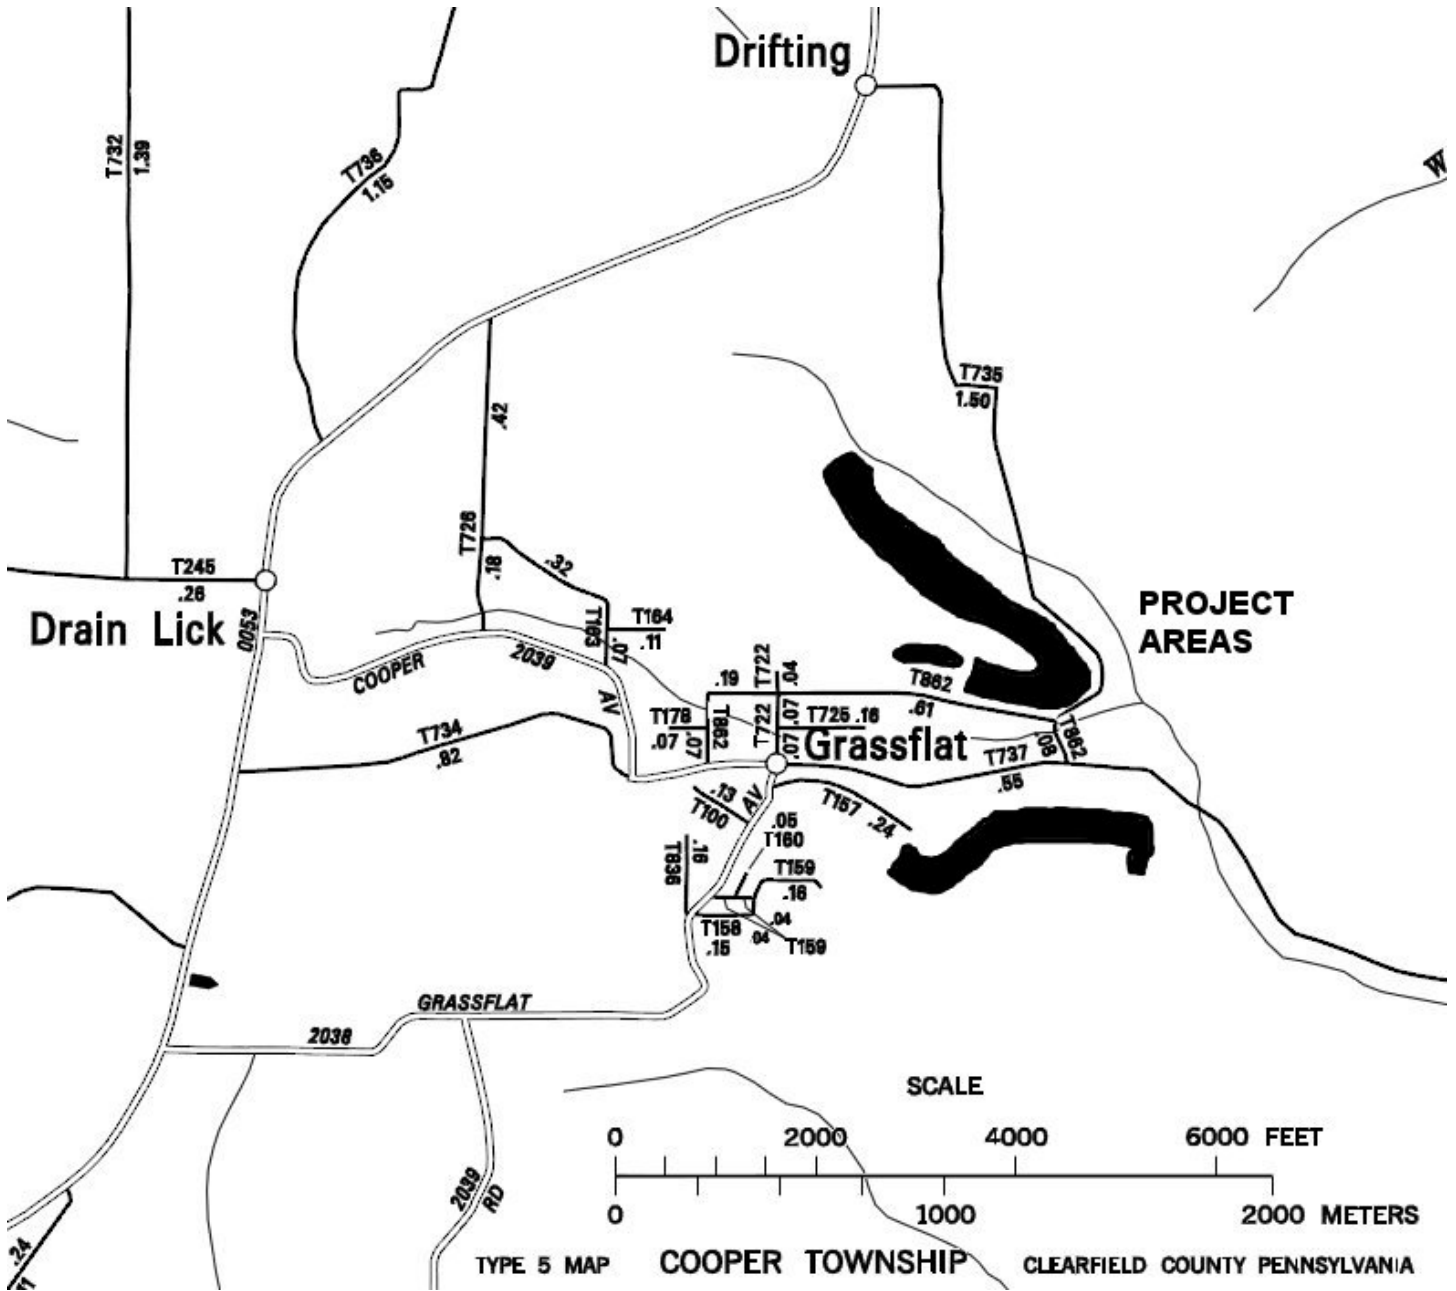 Drifting
W
T732
1.39
T736
1.15
T735
1.50
.42
T726
.18
.32
T245
.26
Drain Lick
0053
T163
.07
T164
.11
PROJECT
AREAS
COOPER
2039
AV
.19
T722
.04
T862
.61
T178
.07
T862
.07
T722
.07
.07
T725 .16
Grassflat
T862
.08
T734
.82
T737
.55
.13
T100
AV
T157
.24
.05
T160
T836
.16
T159
.16
T158
.15
.04
.04
T159
GRASSFLAT
2038
2039
RD
SCALE
0 2000 4000 6000 FEET
0 1000 2000 METERS
.24
TYPE 5 MAP COOPER TOWNSHIP CLEARFIELD COUNTY PENNSYLVANIA